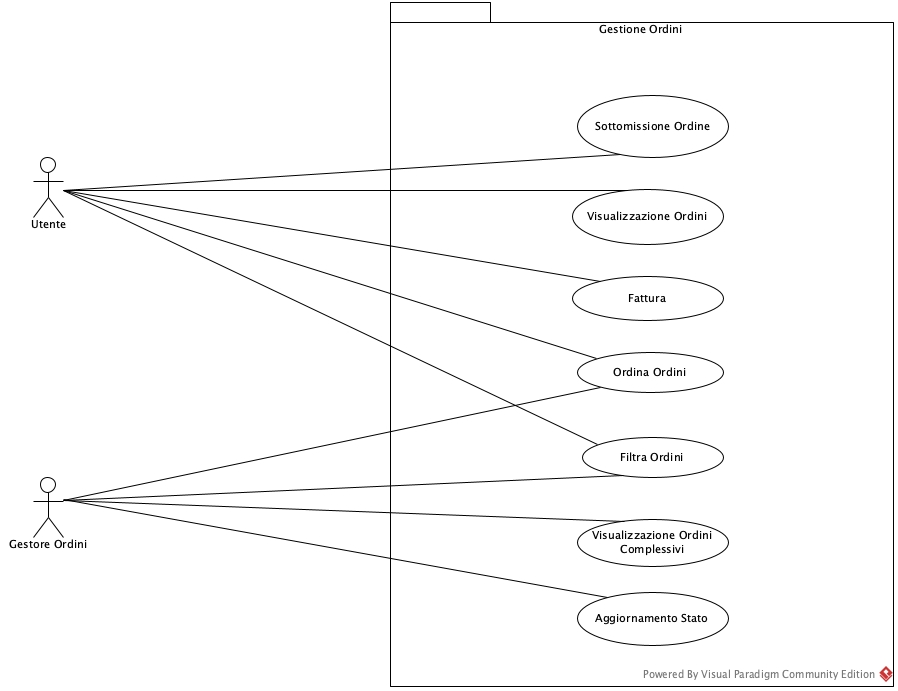 Gestione Ordini
Sottomissione Ordine
Utente
Visualizzazione Ordini
Fattura
Ordina Ordini
Filtra Ordini
Gestore Ordini
Visualizzazione Ordini
Complessivi
Aggiornamento Stato
Powered By Visual Paradigm Community Edition